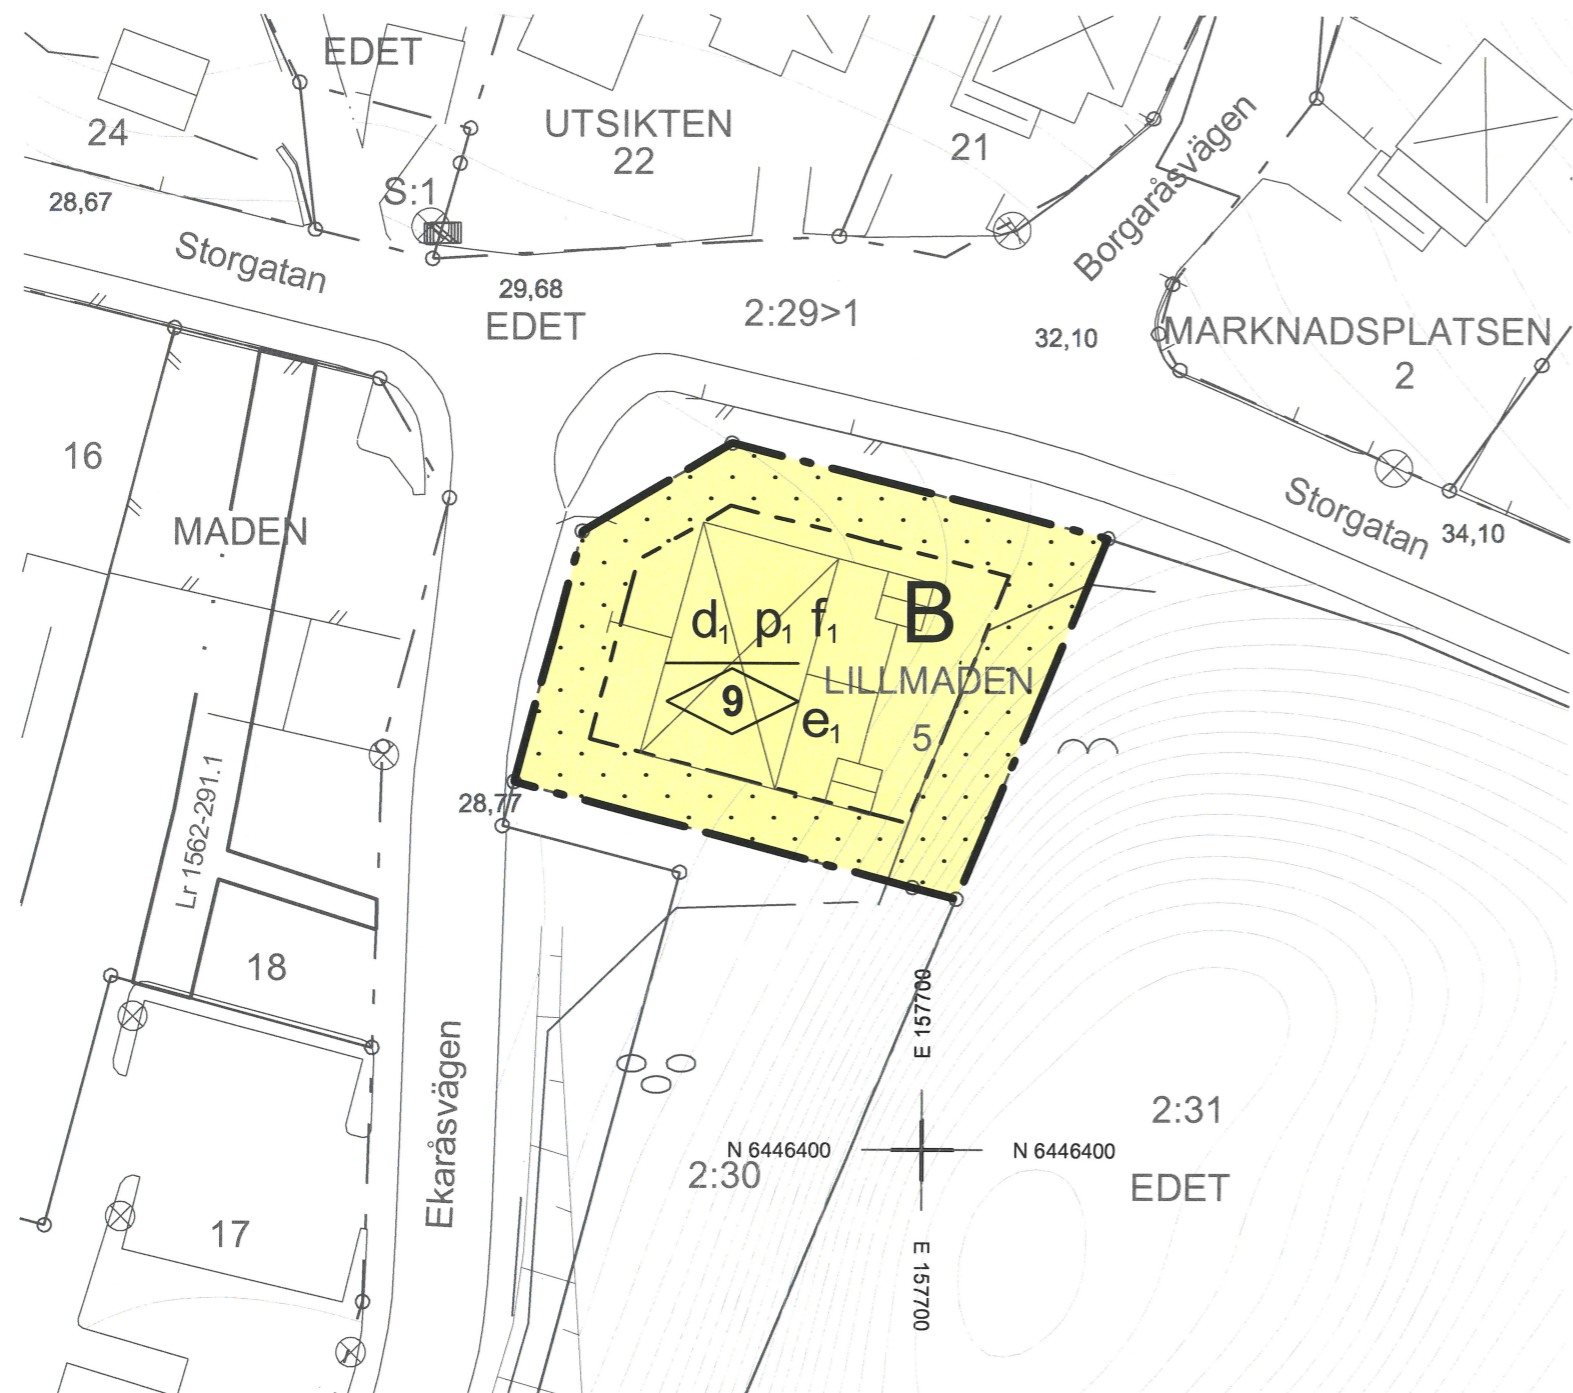 EDET
24
UTSIKTEN
22
21
28,67
S:1
Borgaråsvägen
Storgatan
29,68
EDET
2:29>1
32,10
MARKNADSPLATSEN
2
16
MADEN
Storgatan
34,10
d1 p1 f1
B
LILLMADEN
9
e1
5
28,77
Lr 1562-291.1
18
E 157700
Ekaråsvägen
2:31
N 6446400
N 6446400
2:30
EDET
17
E 157700